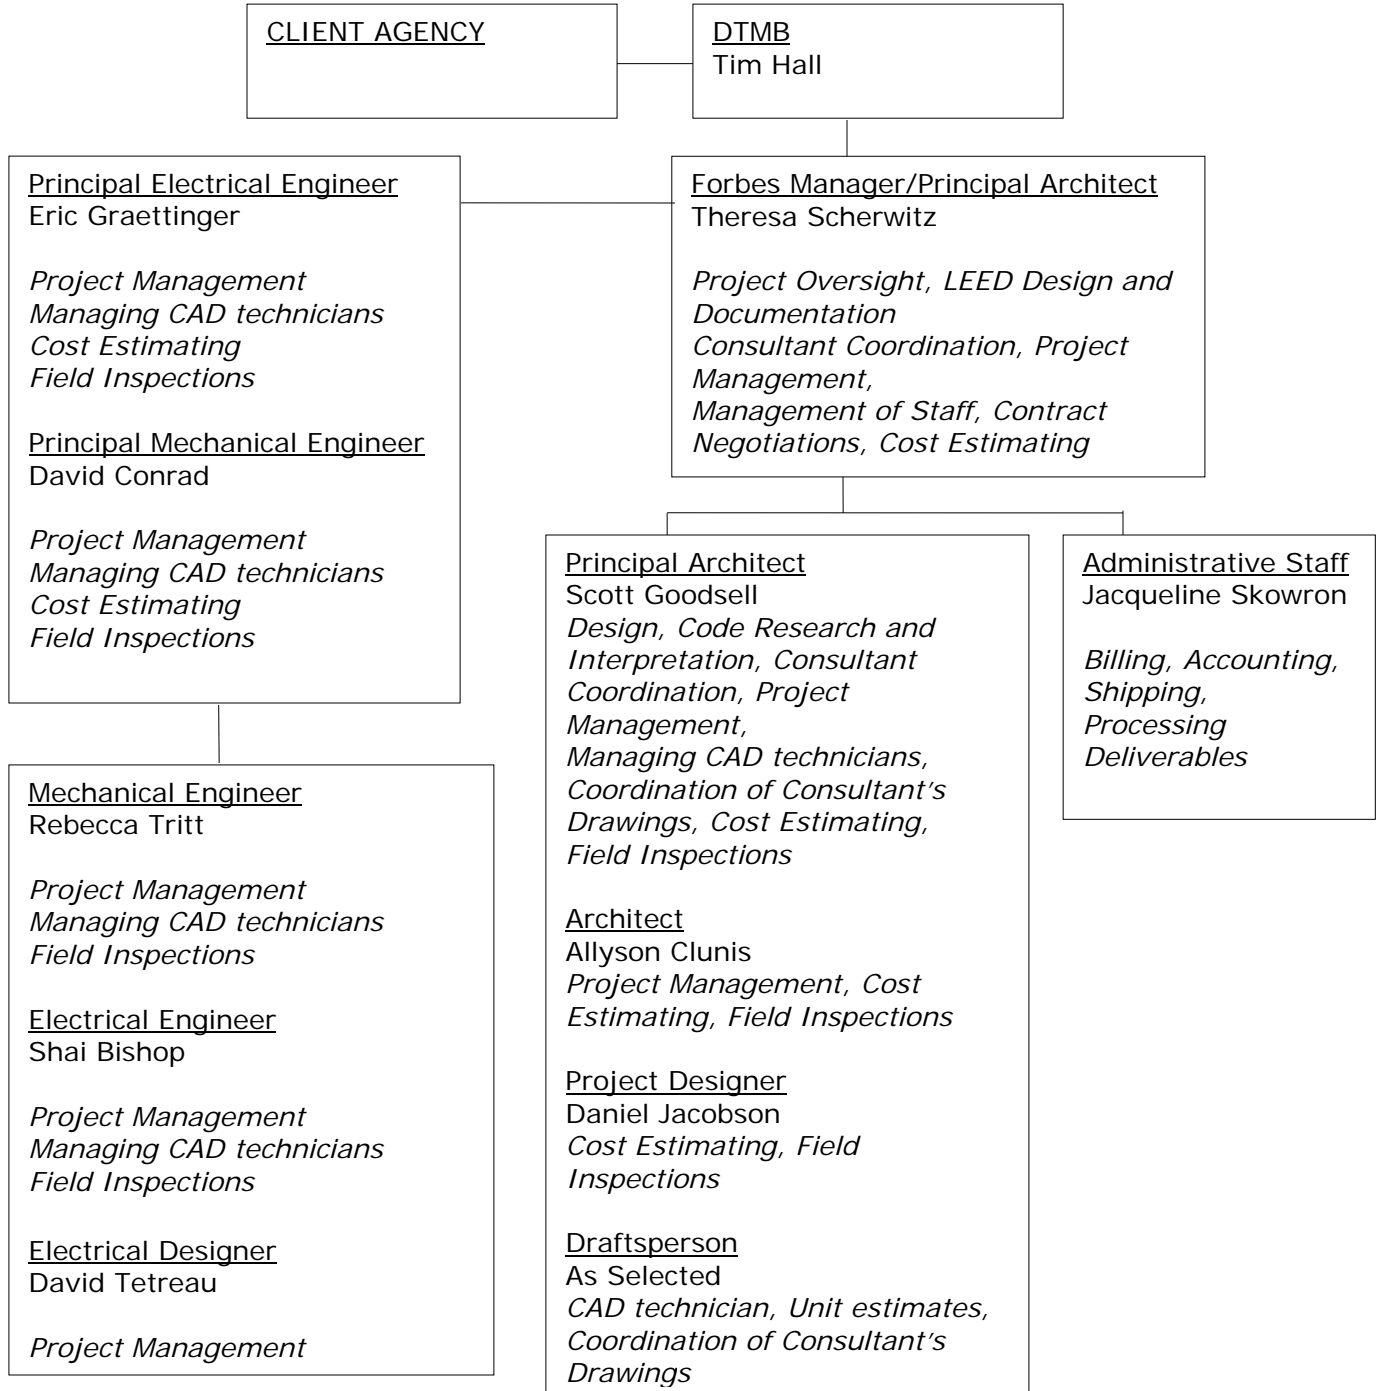 CLIENT AGENCY
DTMB
Tim Hall
Principal Electrical Engineer
Eric Graettinger
Project Management
Managing CAD technicians
Cost Estimating
Field Inspections
Principal Mechanical Engineer
David Conrad
Project Management
Managing CAD technicians
Cost Estimating
Field Inspections
Forbes Manager/Principal Architect
Theresa Scherwitz
Project Oversight, LEED Design and
Documentation
Consultant Coordination, Project
Management,
Management of Staff, Contract
Negotiations, Cost Estimating
Mechanical Engineer
Rebecca Tritt
Project Management
Managing CAD technicians
Field Inspections
Electrical Engineer
Shai Bishop
Project Management
Managing CAD technicians
Field Inspections
Electrical Designer
David Tetreau
Project Management
Principal Architect
Scott Goodsell
Design, Code Research and
Interpretation, Consultant
Coordination, Project
Management,
Managing CAD technicians,
Coordination of Consultant’s
Drawings, Cost Estimating,
Field Inspections
Architect
Allyson Clunis
Project Management, Cost
Estimating, Field Inspections
Project Designer
Daniel Jacobson
Cost Estimating, Field
Inspections
Draftsperson
As Selected
CAD technician, Unit estimates,
Coordination of Consultant’s
Drawings
Administrative Staff
Jacqueline Skowron
Billing, Accounting,
Shipping,
Processing
Deliverables